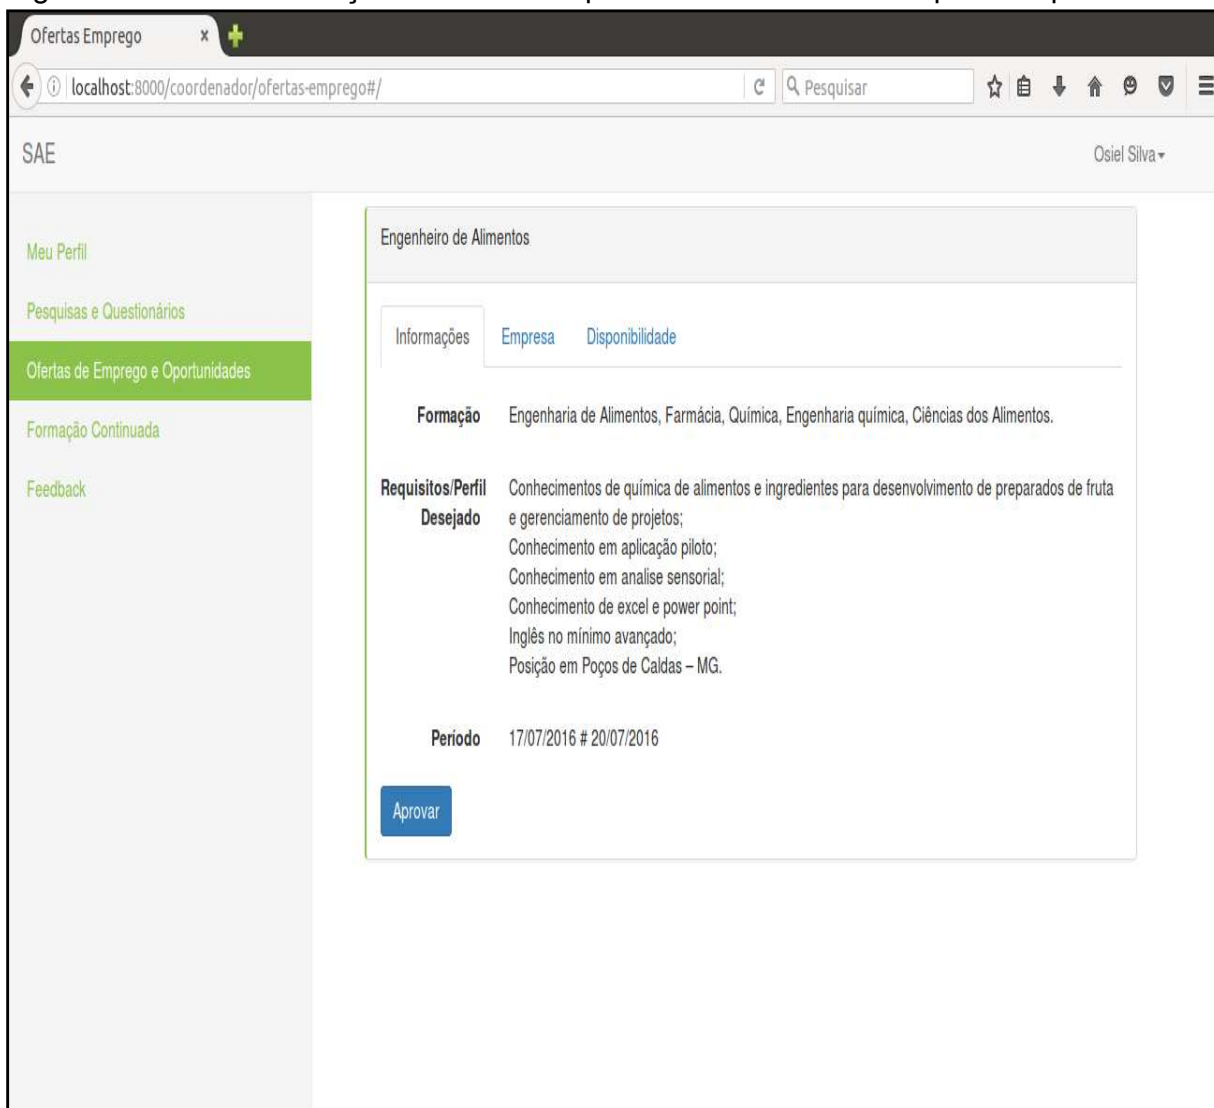 Ofertas Emprego
localhost:8000/coordenador/ofertas-emprego#/
Pesquisar
SAE
Osiel Silva
Meu Perfil
Pesquisas e Questionários
Ofertas de Emprego e Oportunidades
Formação Continuada
Feedback
Engenheiro de Alimentos
Informações Empresa Disponibilidade
Formação Engenharia de Alimentos, Farmácia, Química, Engenharia química, Ciências dos Alimentos.
Requisitos/Perfil Desejado
Conhecimentos de química de alimentos e ingredientes para desenvolvimento de preparados de fruta
e gerenciamento de projetos;
Conhecimento em aplicação piloto;
Conhecimento em analise sensorial;
Conhecimento de excel e power point;
Inglês no mínimo avançado;
Posição em Poços de Caldas – MG.
Período 17/07/2016 # 20/07/2016
Aprovar